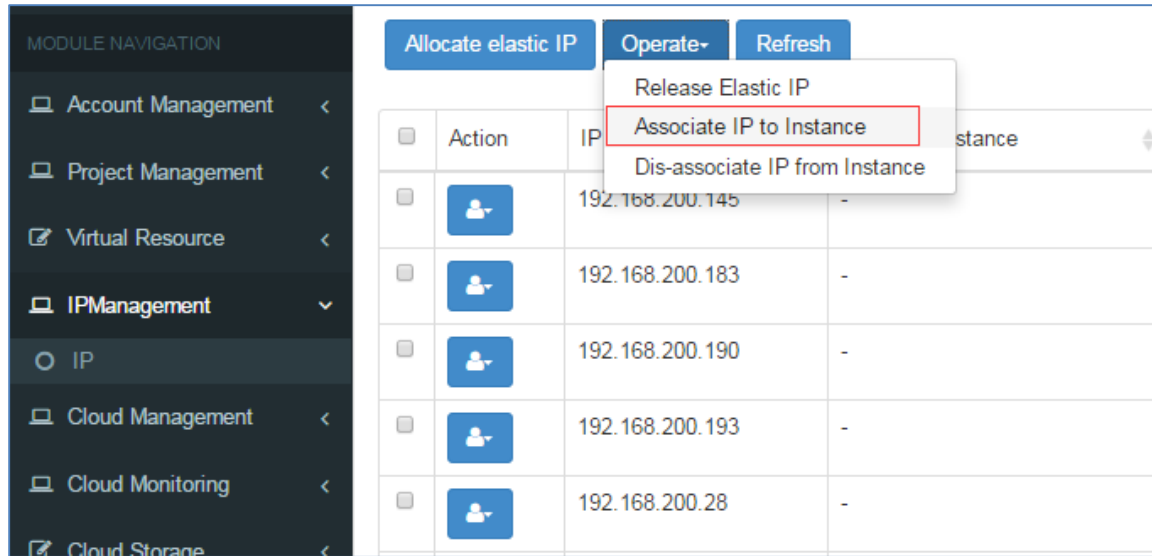 MODULE NAVIGATION
Account Management
Project Management
Virtual Resource
IPManagement
IP
Cloud Management
Cloud Monitoring
Cloud Storage
Allocate elastic IP
Operate
Refresh
Release Elastic IP
Associate IP to Instance
Dis-associate IP from Instance
Action IP stance
192.168.200.145 -
192.168.200.183 -
192.168.200.190 -
192.168.200.193 -
192.168.200.28 -